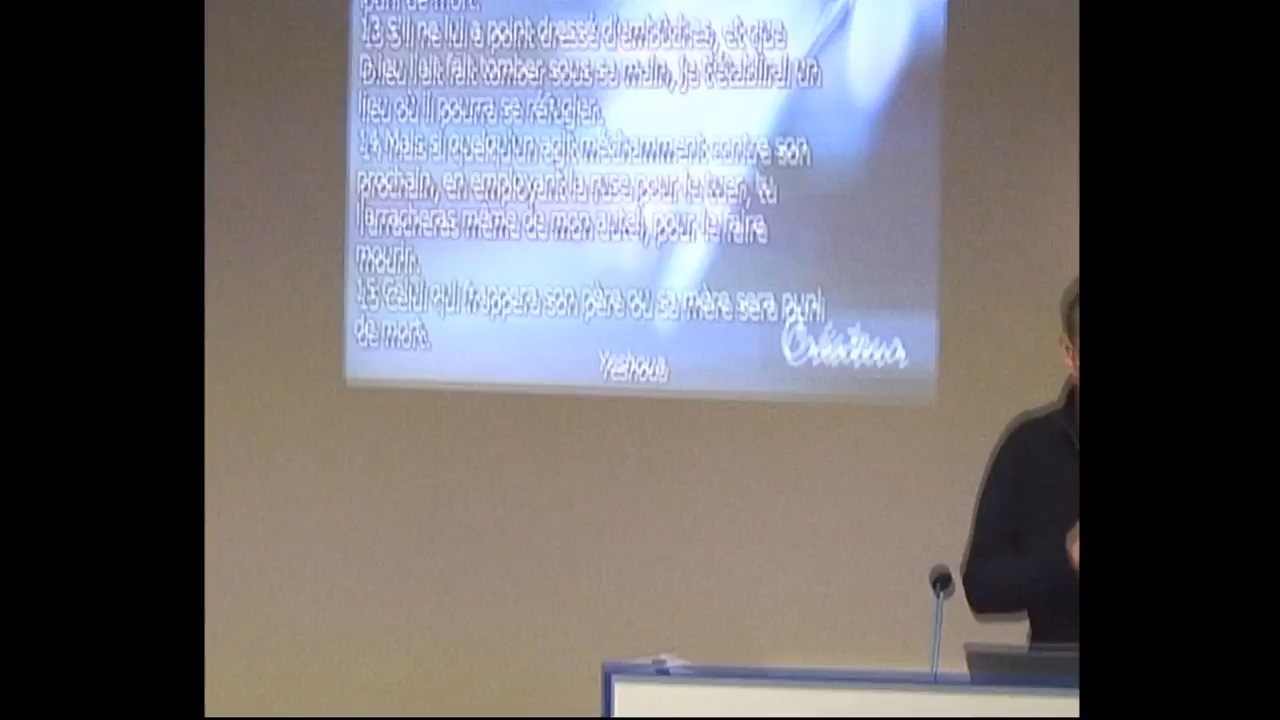 puni de mort.
13 S'il ne lui a point dressé d'embûches, et que
Dieu l'ait fait tomber sous sa main, je t'établirai un
lieu où il pourra se réfugier.
14 Mais si quelqu'un agit méchamment contre son
prochain, en employant la ruse pour le tuer, tu
l'arracheras même de mon autel, pour le faire
mourir.
15 Celui qui frappera son père ou sa mère sera puni
de mort.
Créateur
Yeshoua